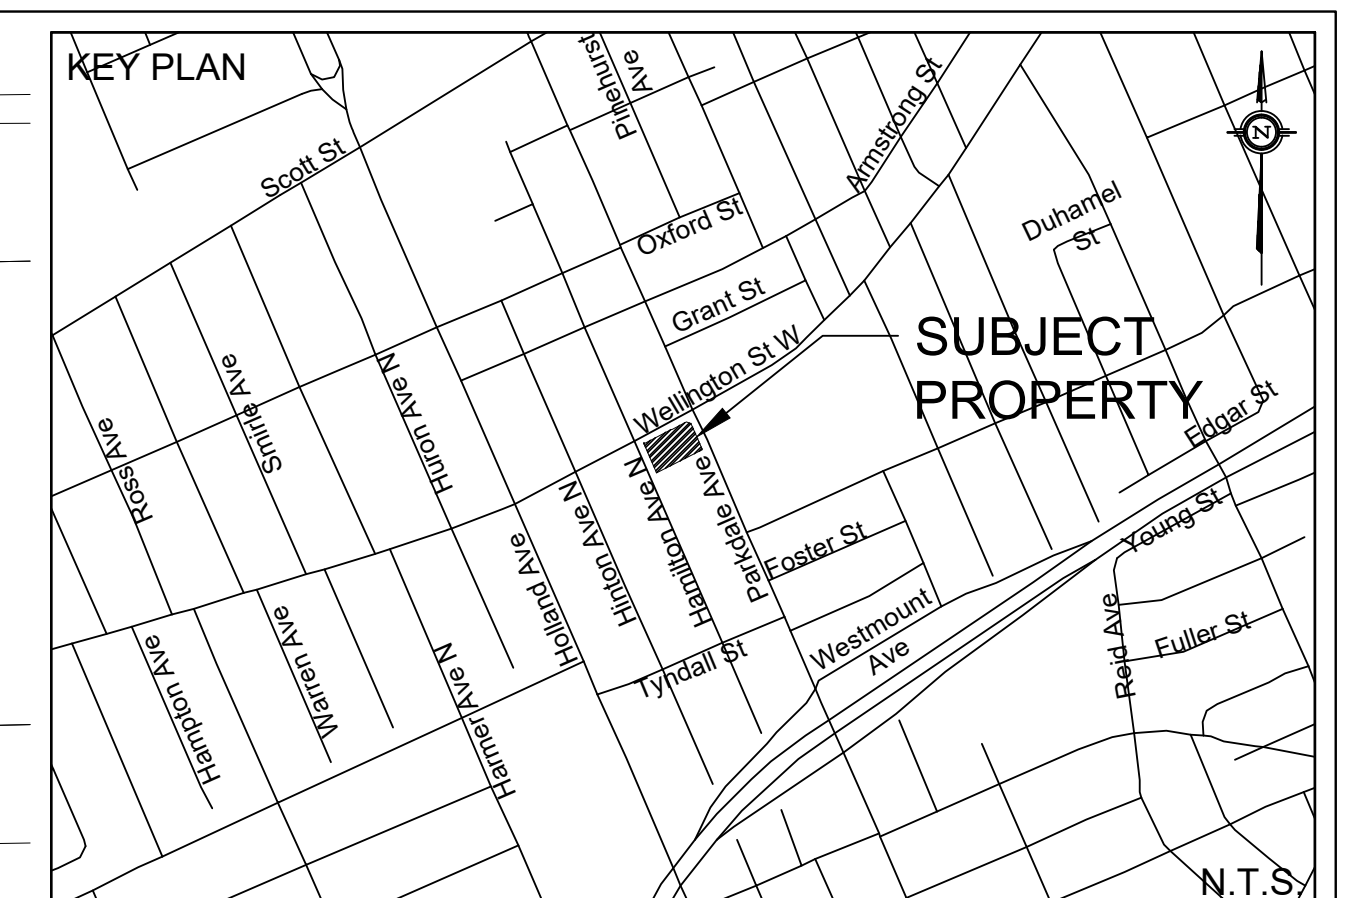 KEY PLAN
Pinehurst
Ave
Armstrong St
Scott St
N
Duhamel
St
Oxford St
Grant St
SUBJECT
PROPERTY
Wellington St W
Edgar St
Ross Ave
Smirle Ave
Huron Ave N
Holland Ave
Hinton Ave N
Hamilton Ave N
Parkdale Ave
Foster St
Young St
Westmount
Ave
Reid Ave
Fuller St
Tyndall St
Hampton Ave
Warren Ave
Harmer Ave N
N.T.S.